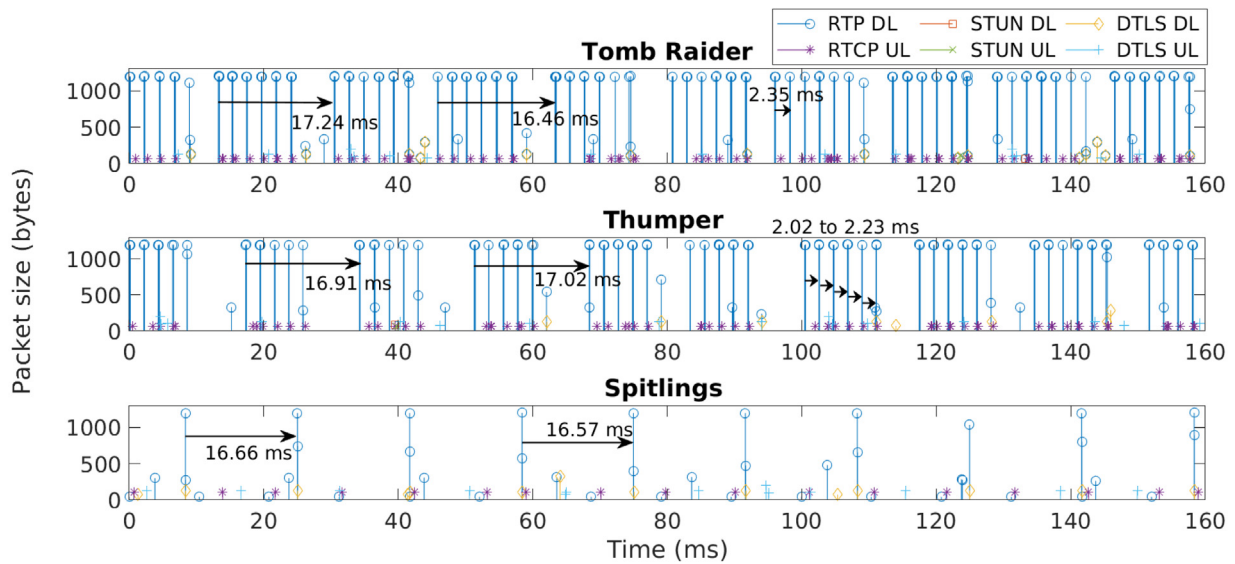 RTP DL STUN DL DTLS DL
RTCP UL STUN UL DTLS UL
Tomb Raider
1000
500
0
17.24 ms
16.46 ms
2.35 ms
0 20 40 60 80 100 120 140 160
Thumper
2.02 to 2.23 ms
1000
500
0
16.91 ms
17.02 ms
0 20 40 60 80 100 120 140 160
Spitlings
1000
500
0
16.66 ms
16.57 ms
0 20 40 60 80 100 120 140 160
Time (ms)
Packet size (bytes)